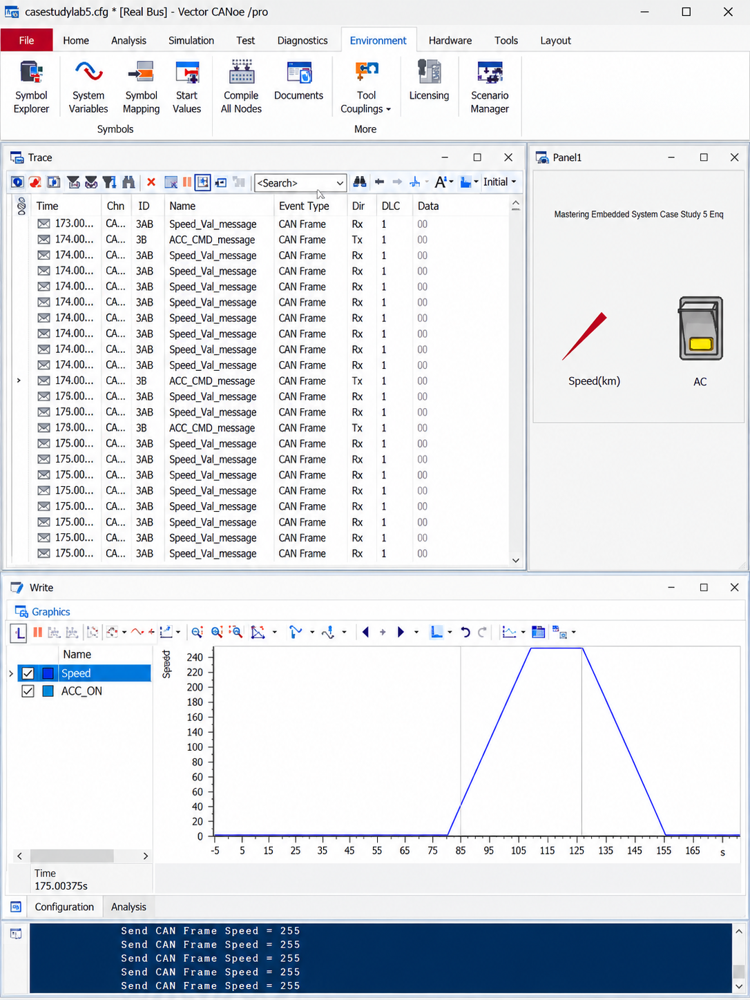 casestudylab5.cfg * [Real Bus] - Vector CANoe /pro
File Home Analysis Simulation Test Diagnostics Environment Hardware Tools Layout
Symbol Explorer
System Variables
Symbol Mapping
Start Values
Compile All Nodes
Documents
Tool Couplings
Licensing
Scenario Manager
Symbols
More
Trace
<Search>
Initial
Time Chn ID Name Event Type Dir DLC Data
173.00... CA... 3AB Speed_Val_message CAN Frame Rx 1 00
174.00... CA... 3B ACC_CMD_message CAN Frame Tx 1 00
174.00... CA... 3AB Speed_Val_message CAN Frame Rx 1 00
174.00... CA... 3AB Speed_Val_message CAN Frame Rx 1 00
174.00... CA... 3AB Speed_Val_message CAN Frame Rx 1 00
174.00... CA... 3AB Speed_Val_message CAN Frame Rx 1 00
174.00... CA... 3AB Speed_Val_message CAN Frame Rx 1 00
174.00... CA... 3AB Speed_Val_message CAN Frame Rx 1 00
174.00... CA... 3AB Speed_Val_message CAN Frame Rx 1 00
174.00... CA... 3AB Speed_Val_message CAN Frame Rx 1 00
174.00... CA... 3B ACC_CMD_message CAN Frame Tx 1 00
CA... 3AB Speed_Val_message CAN Frame Rx 1 00
CA... 3AB Speed_Val_message CAN Frame Rx 1 00
CA... 3B ACC_CMD_message CAN Frame Tx 1 00
175.00... CA... 3AB Speed_Val_message CAN Frame Rx 1 00
175.00... CA... 3AB Speed_Val_message CAN Frame Rx 1 00
175.00... CA... 3AB Speed_Val_message CAN Frame Rx 1 00
175.00... CA... 3AB Speed_Val_message CAN Frame Rx 1 00
175.00... CA... 3AB Speed_Val_message CAN Frame Rx 1 00
175.00... CA... 3AB Speed_Val_message CAN Frame Rx 1 00
175.00... CA... 3AB Speed_Val_message CAN Frame Rx 1 00
175.00... CA... 3AB Speed_Val_message CAN Frame Rx 1 00
Panel1
Mastering Embedded System Case Study 5 Enq
Speed(km)
AC
Write
Graphics
Name
Speed
ACC_ON
Speed
240
220
200
180
160
140
100
80
60
60
40
20
0
-5 5 15 25 35 45 55 65 75 85 95 105 115 125 135 145 155 165 s
Time
175.00375s
Configuration Analysis
Send CAN Frame Speed = 255
Send CAN Frame Speed = 255
Send CAN Frame Speed = 255
Send CAN Frame Speed = 255
Send CAN Frame Speed = 255